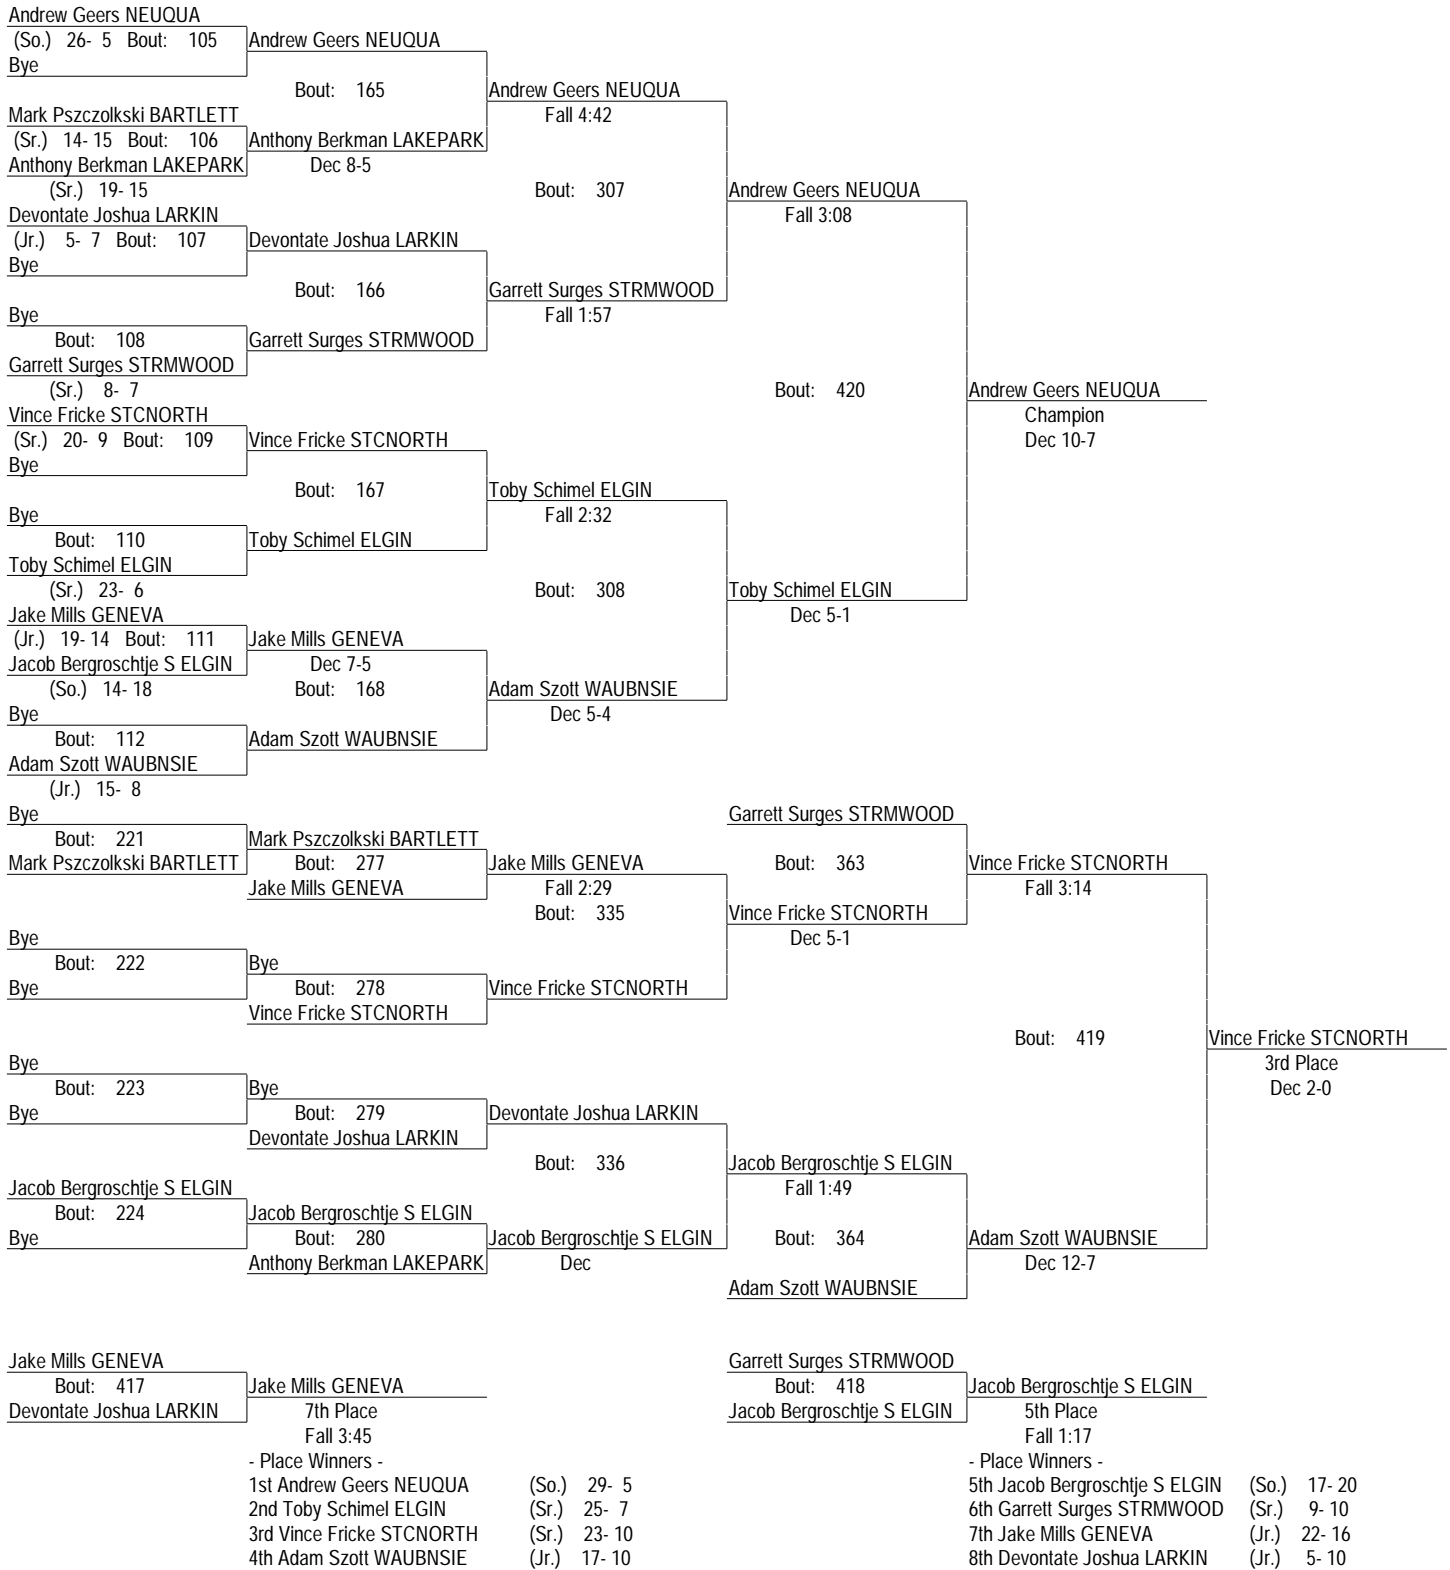 Andrew Geers NEUQUA
(So.) 26- 5 Bout: 105 Andrew Geers NEUQUA
Bye
Bout: 165 Andrew Geers NEUQUA
Mark Pszczolkski BARTLETT Fall 4:42
(Sr.) 14- 15 Bout: 106 Anthony Berkman LAKEPARK
Anthony Berkman LAKEPARK Dec 8-5
(Sr.) 19- 15 Bout: 307 Andrew Geers NEUQUA
Devontate Joshua LARKIN Fall 3:08
(Jr.) 5- 7 Bout: 107 Devontate Joshua LARKIN
Bye
Bout: 166 Garrett Surges STRMWOOD
Bye Fall 1:57
Bout: 108 Garrett Surges STRMWOOD
Garrett Surges STRMWOOD
(Sr.) 8- 7 Bout: 420 Andrew Geers NEUQUA
Vince Fricke STCNORTH Champion
(Sr.) 20- 9 Bout: 109 Vince Fricke STCNORTH Dec 10-7
Bye
Bout: 167 Toby Schimel ELGIN
Bye Fall 2:32
Bout: 110 Toby Schimel ELGIN
Toby Schimel ELGIN
(Sr.) 23- 6 Bout: 308 Toby Schimel ELGIN
Jake Mills GENEVA Dec 5-1
(Jr.) 19- 14 Bout: 111 Jake Mills GENEVA
Jacob Bergroschtje S ELGIN Dec 7-5
(So.) 14- 18 Bout: 168 Adam Szott WAUBNSIE
Bye Dec 5-4
Bout: 112 Adam Szott WAUBNSIE
Adam Szott WAUBNSIE
(Jr.) 15- 8
Bye Garrett Surges STRMWOOD
Bout: 221 Mark Pszczolkski BARTLETT
Mark Pszczolkski BARTLETT Bout: 277 Jake Mills GENEVA Bout: 363 Vince Fricke STCNORTH
Jake Mills GENEVA Fall 2:29 Fall 3:14
Bout: 335 Vince Fricke STCNORTH
Bye Dec 5-1
Bout: 222 Bye
Bye Bout: 278 Vince Fricke STCNORTH
Vince Fricke STCNORTH
Bout: 419 Vince Fricke STCNORTH
Bye 3rd Place
Bout: 223 Bye Dec 2-0
Bye Bout: 279 Devontate Joshua LARKIN
Devontate Joshua LARKIN
Bout: 336 Jacob Bergroschtje S ELGIN
Jacob Bergroschtje S ELGIN Fall 1:49
Bout: 224 Jacob Bergroschtje S ELGIN
Bye Bout: 280 Jacob Bergroschtje S ELGIN Bout: 364 Adam Szott WAUBNSIE
Anthony Berkman LAKEPARK Dec Dec 12-7
Adam Szott WAUBNSIE
Jake Mills GENEVA Garrett Surges STRMWOOD
Bout: 417 Jake Mills GENEVA Bout: 418 Jacob Bergroschtje S ELGIN
Devontate Joshua LARKIN 7th Place Jacob Bergroschtje S ELGIN 5th Place
Fall 3:45 Fall 1:17
- Place Winners - - Place Winners -
1st Andrew Geers NEUQUA (So.) 29- 5 5th Jacob Bergroschtje S ELGIN (So.) 17- 20
2nd Toby Schimel ELGIN (Sr.) 25- 7 6th Garrett Surges STRMWOOD (Sr.) 9- 10
3rd Vince Fricke STCNORTH (Sr.) 23- 10 7th Jake Mills GENEVA (Jr.) 22- 16
4th Adam Szott WAUBNSIE (Jr.) 17- 10 8th Devontate Joshua LARKIN (Jr.) 5- 10